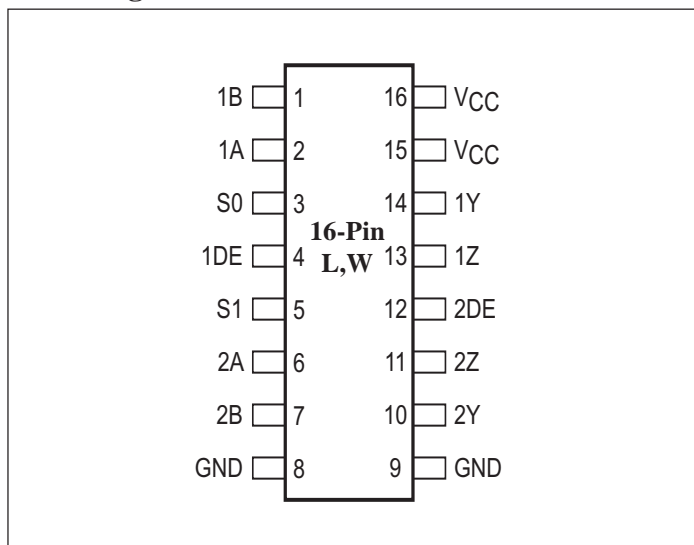 1B 1 16 VCC
1A 2 15 VCC
S0 3 14 1Y
16-Pin
1DE 4 L,W 13 1Z
S1 5 12 2DE
2A 6 11 2Z
2B 7 10 2Y
GND 8 9 GND